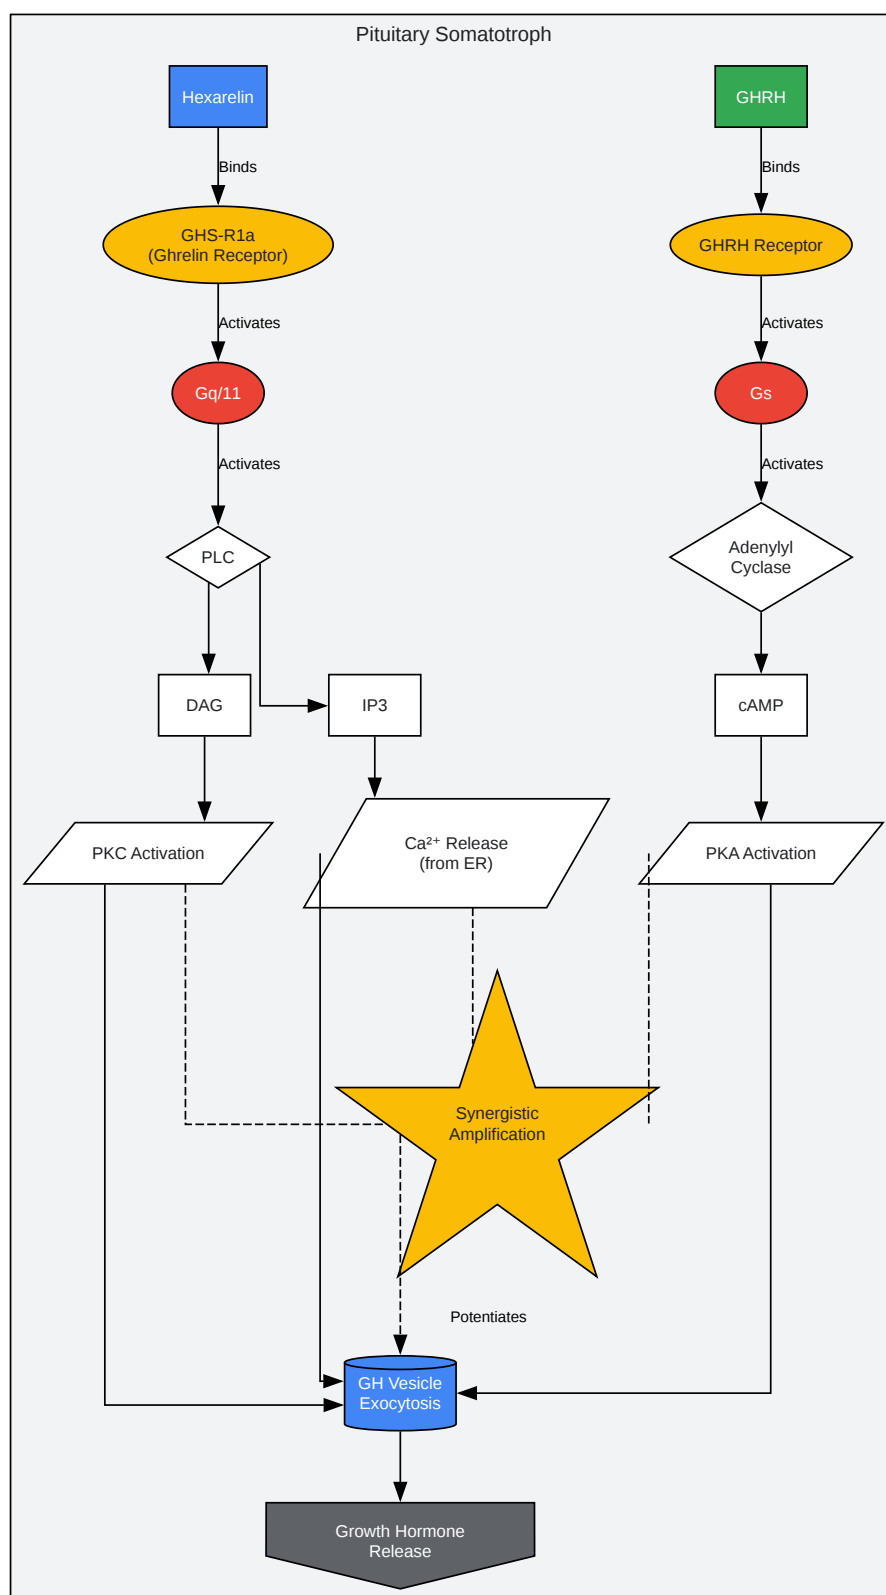 Pituitary Somatotroph
Hexarelin
GHRH
Binds
Binds
GHS-R1a
(Ghrelin Receptor)
GHRH Receptor
Activates
Activates
Gq/11
Gs
Activates
Activates
PLC
Adenylyl
Cyclase
DAG
IP3
cAMP
PKC Activation
Ca²⁺ Release
(from ER)
PKA Activation
Synergistic
Amplification
Potentiates
GH Vesicle
Exocytosis
Growth Hormone
Release